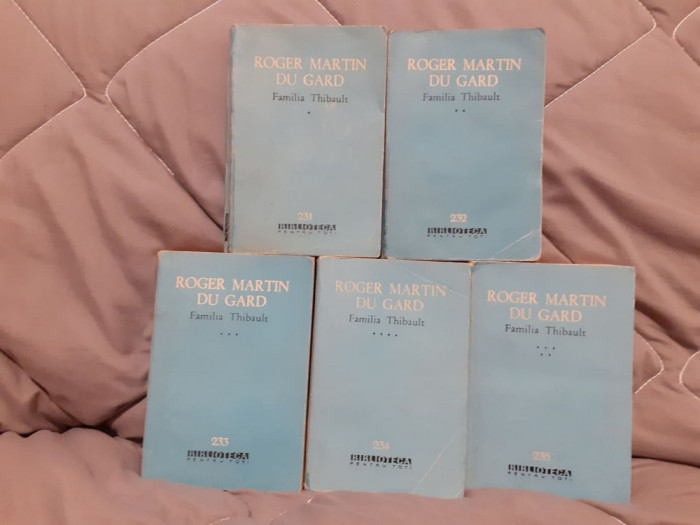 ROGER MARTIN
DU GARD
Familia Thibault
*
231
BIBLIOTECA
PENTRU TOȚI
ROGER MARTIN
DU GARD
Familia Thibault
**
232
BIBLIOTECA
PENTRU TOȚI
ROGER MARTIN
DU GARD
Familia Thibault
***
233
BIBLIOTECA
PENTRU TOȚI
ROGER MARTIN
DU GARD
Familia Thibault
****
234
BIBLIOTECA
PENTRU TOȚI
ROGER MARTIN
DU GARD
Familia Thibault
***
**
235
BIBLIOTECA
PENTRU TOȚI